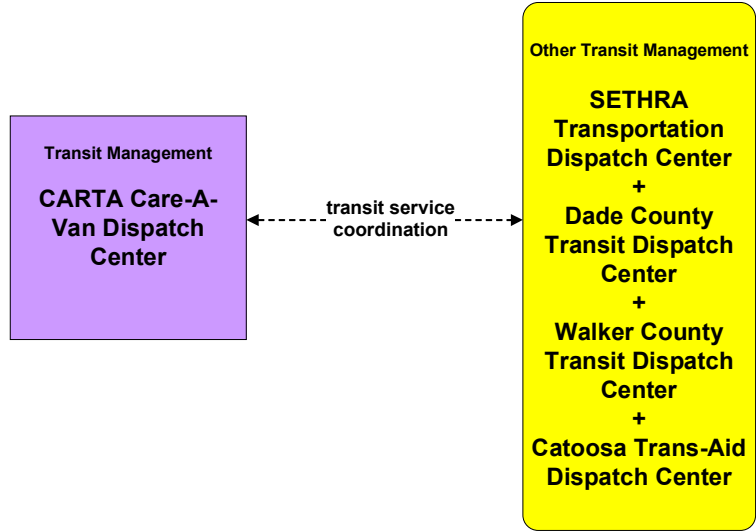 Transit Management
CARTA Care-A-
Van Dispatch
Center
transit service
coordination
Other Transit Management
SETHRA
Transportation
Dispatch Center
+
Dade County
Transit Dispatch
Center
+
Walker County
Transit Dispatch
Center
+
Catoosa Trans-Aid
Dispatch Center